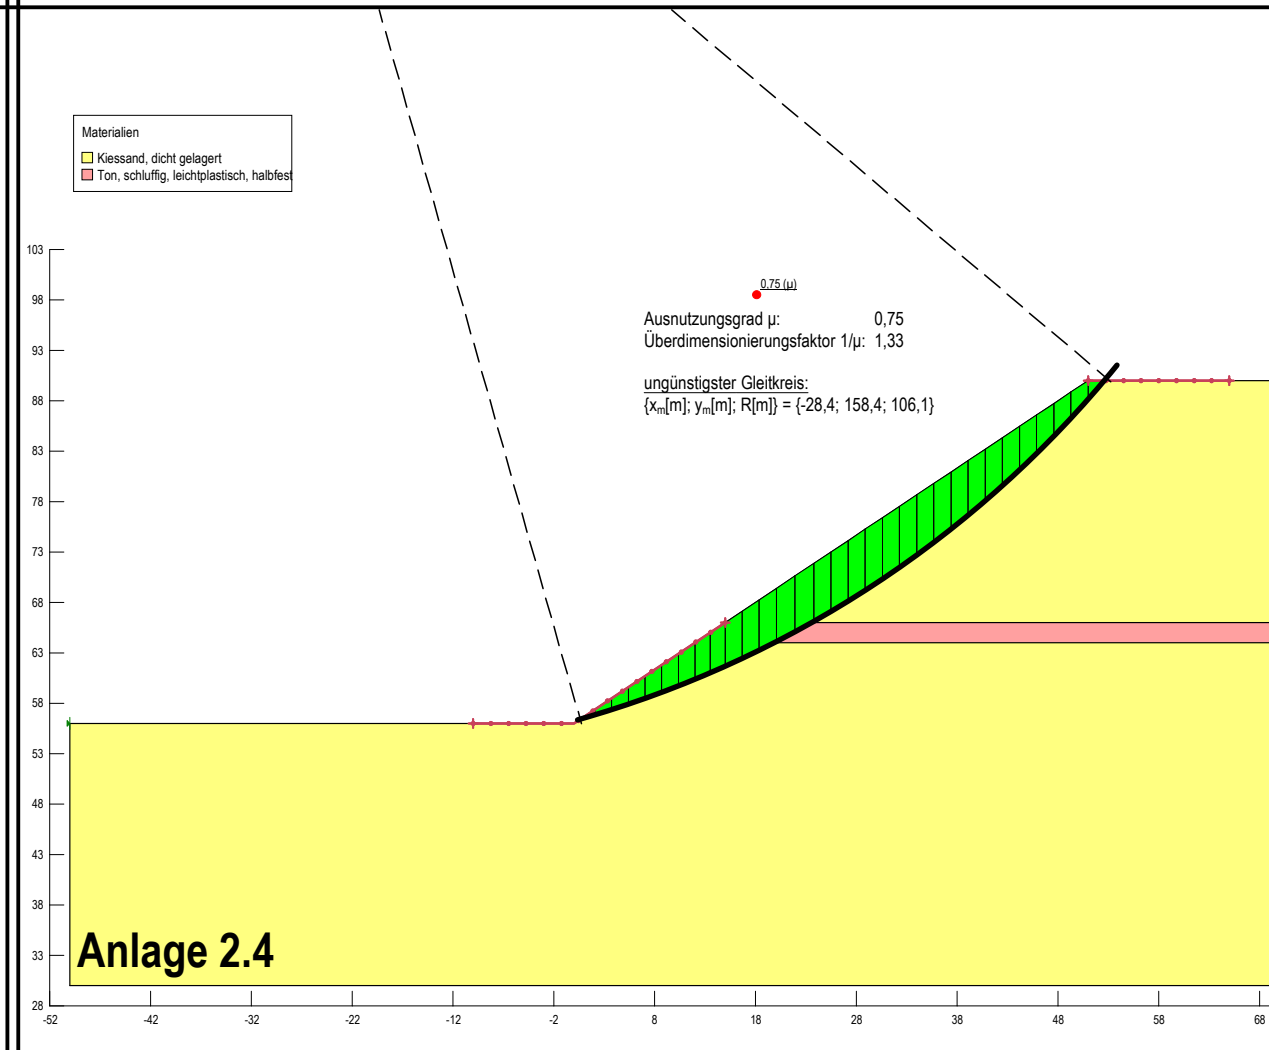 Materialien
Kiessand, dicht gelagert
Ton, schluffig, leichtplastisch, halbfest
103
98
93
88
83
78
73
68
63
58
53
48
43
38
33
28
0,75 (µ)
Ausnutzungsgrad µ: 0,75
Überdimensionierungsfaktor 1/µ: 1,33
ungünstigster Gleitkreis:
{xm[m]; ym[m]; R[m]} = {-28,4; 158,4; 106,1}
Anlage 2.4
-52 -42 -32 -22 -12 -2 8 18 28 38 48 58 68